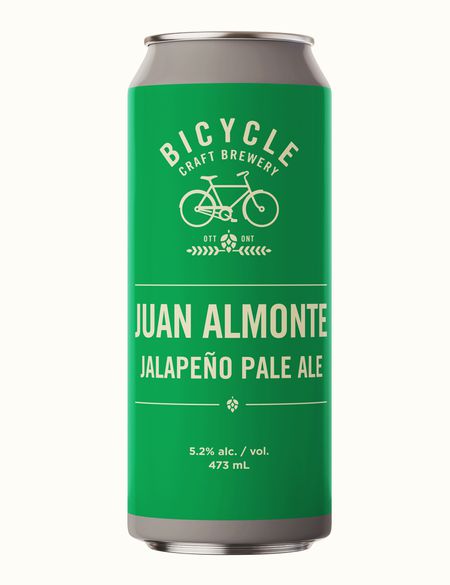 BICYCLE
CRAFT BREWERY
OTT ONT
JUAN ALMONTE
JALAPEÑO PALE ALE
5.2% alc. / vol.
473 mL